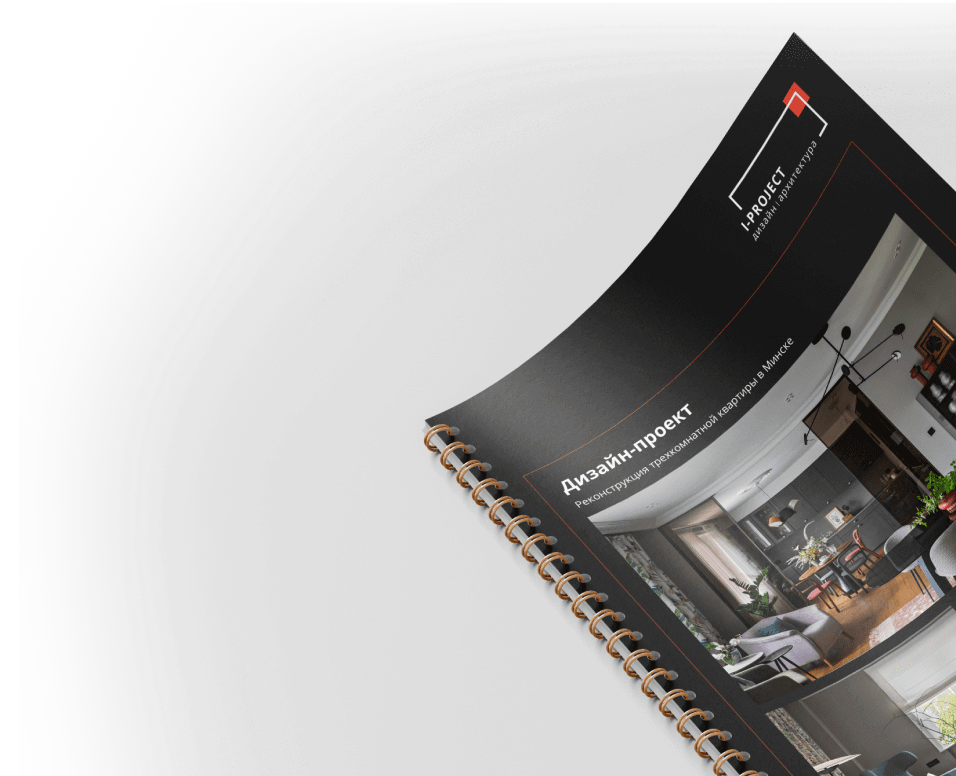 I-PROJECT
дизайн | архитектура
Дизайн-проект
Реконструкция трехкомнатной квартиры в Минске